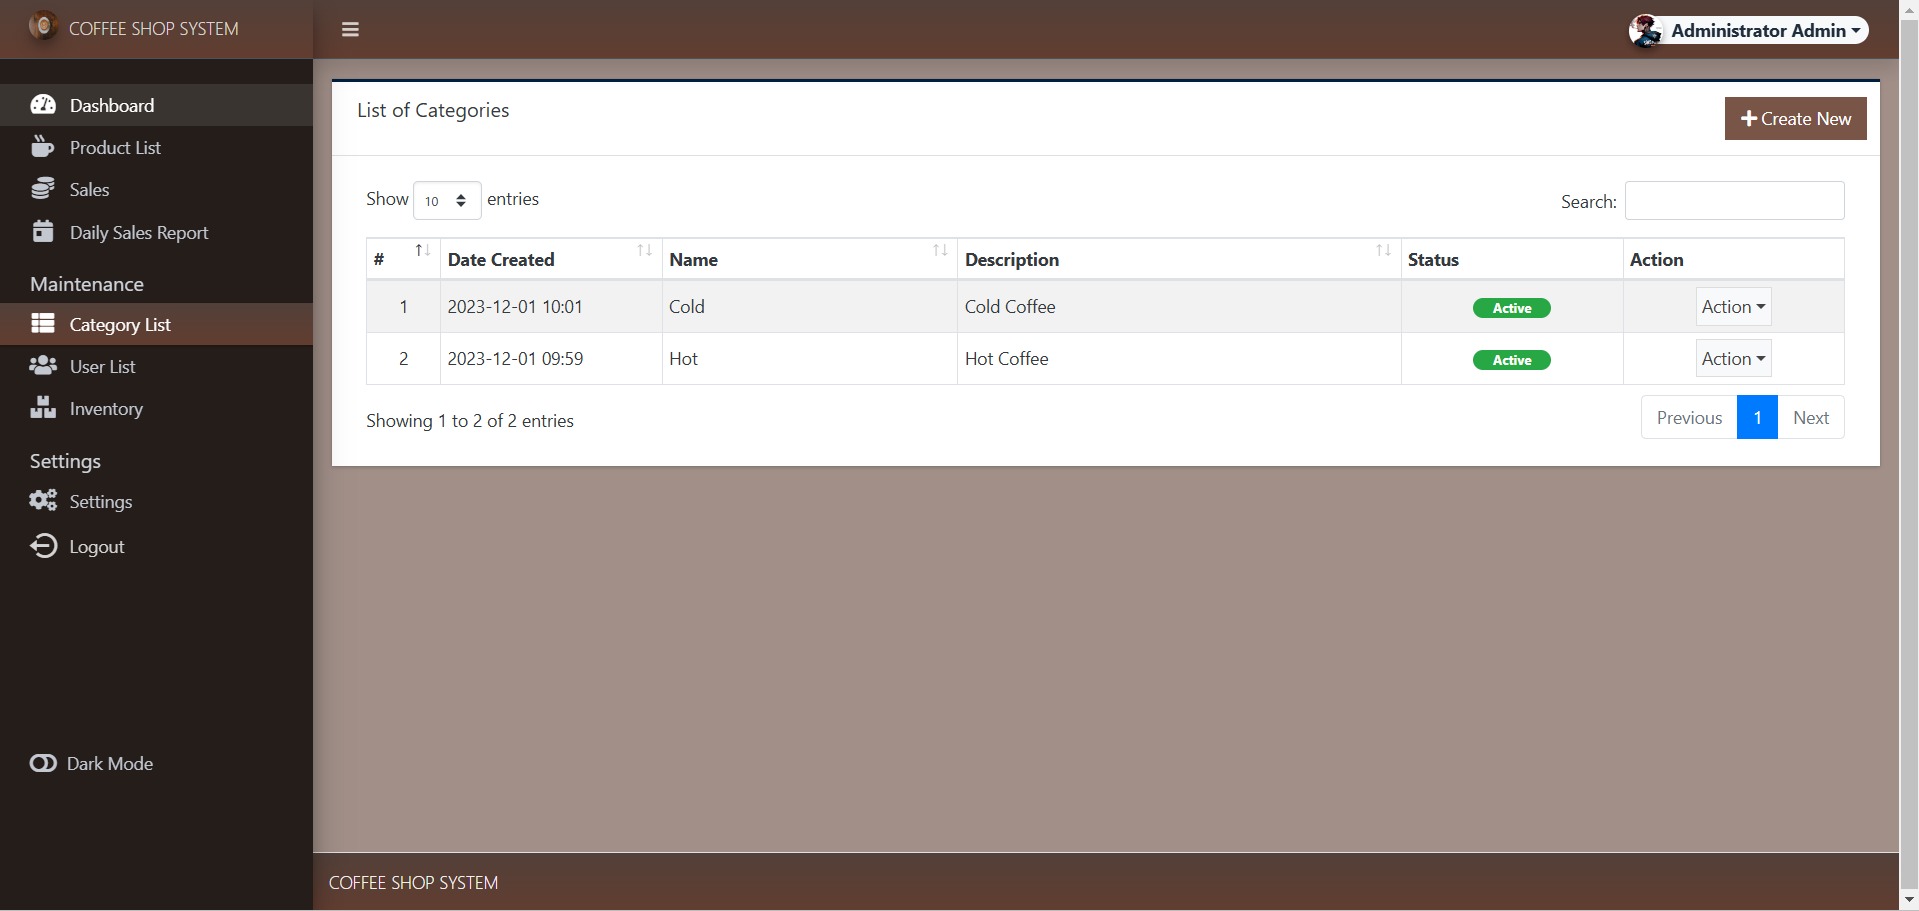 COFFEE SHOP SYSTEM
Administrator Admin
Dashboard
Product List
Sales
Daily Sales Report
Maintenance
Category List
User List
Inventory
Settings
Settings
Logout
Dark Mode
List of Categories
Create New
Show 10 entries
Search:
# Date Created Name Description Status Action
1 2023-12-01 10:01 Cold Cold Coffee Active Action
2 2023-12-01 09:59 Hot Hot Coffee Active Action
Showing 1 to 2 of 2 entries
Previous 1 Next
COFFEE SHOP SYSTEM